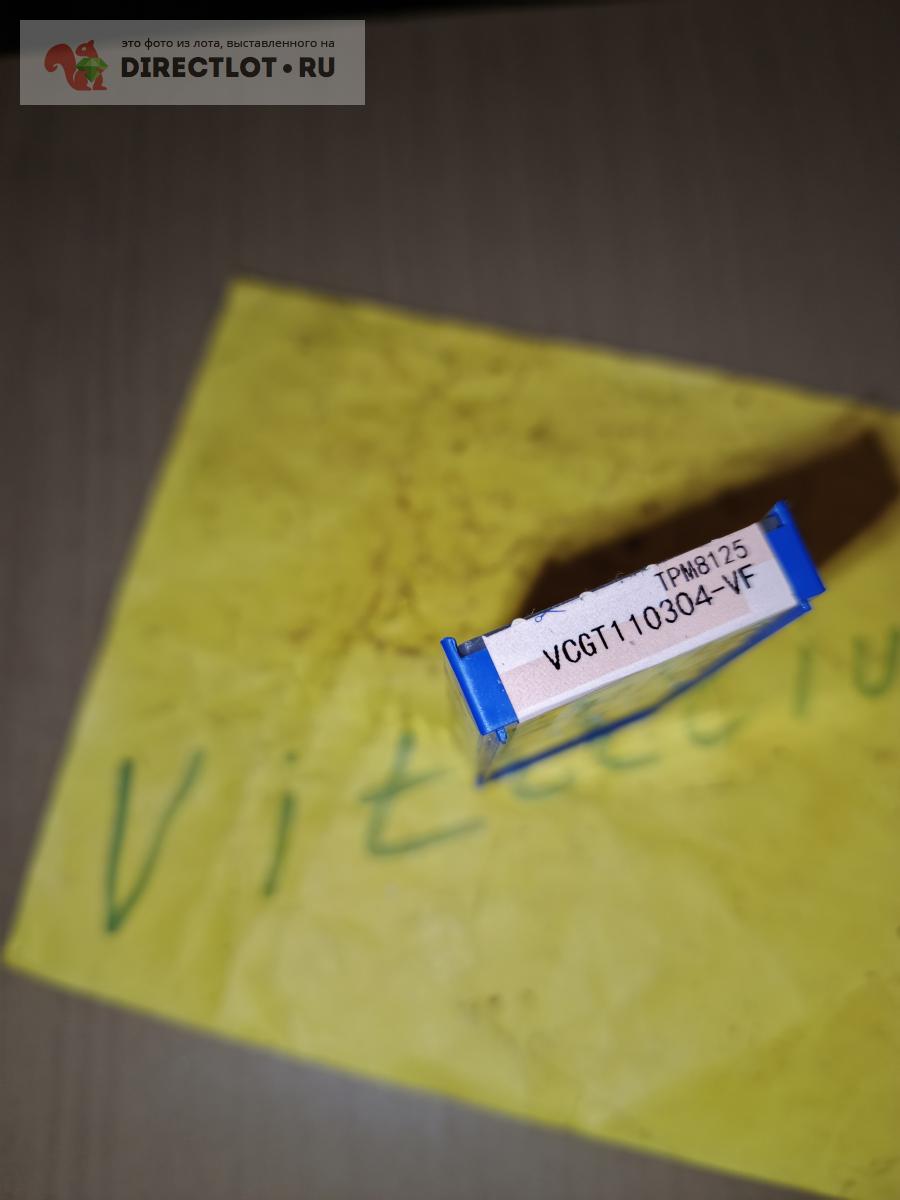 это фото из лота, выставленного на
DIRECTLOT•RU
TPM8125
VCGT110304-VF